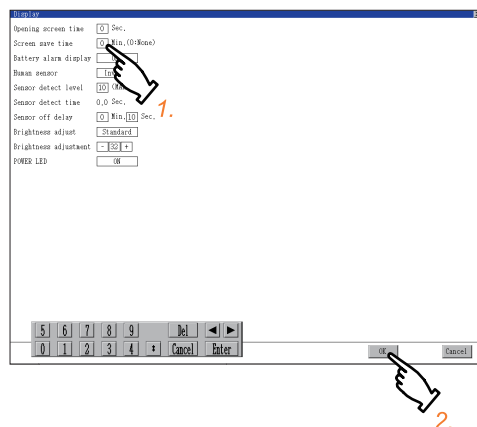 Display
Opening screen time 0 Sec.
Screen save time 0 Min.(0:None)
Battery alarm display
Human sensor
Sensor detect level 10
Sensor detect time 0.0 Sec.
Sensor off delay 0 Min. 10 Sec.
1.
Brightness adjust Standard
Brightness adjustment - 32 +
POWER LED ON
5 6 7 8 9 Del ◀ ▶
0 1 2 3 4 Cancel Enter
OK Cancel
2.